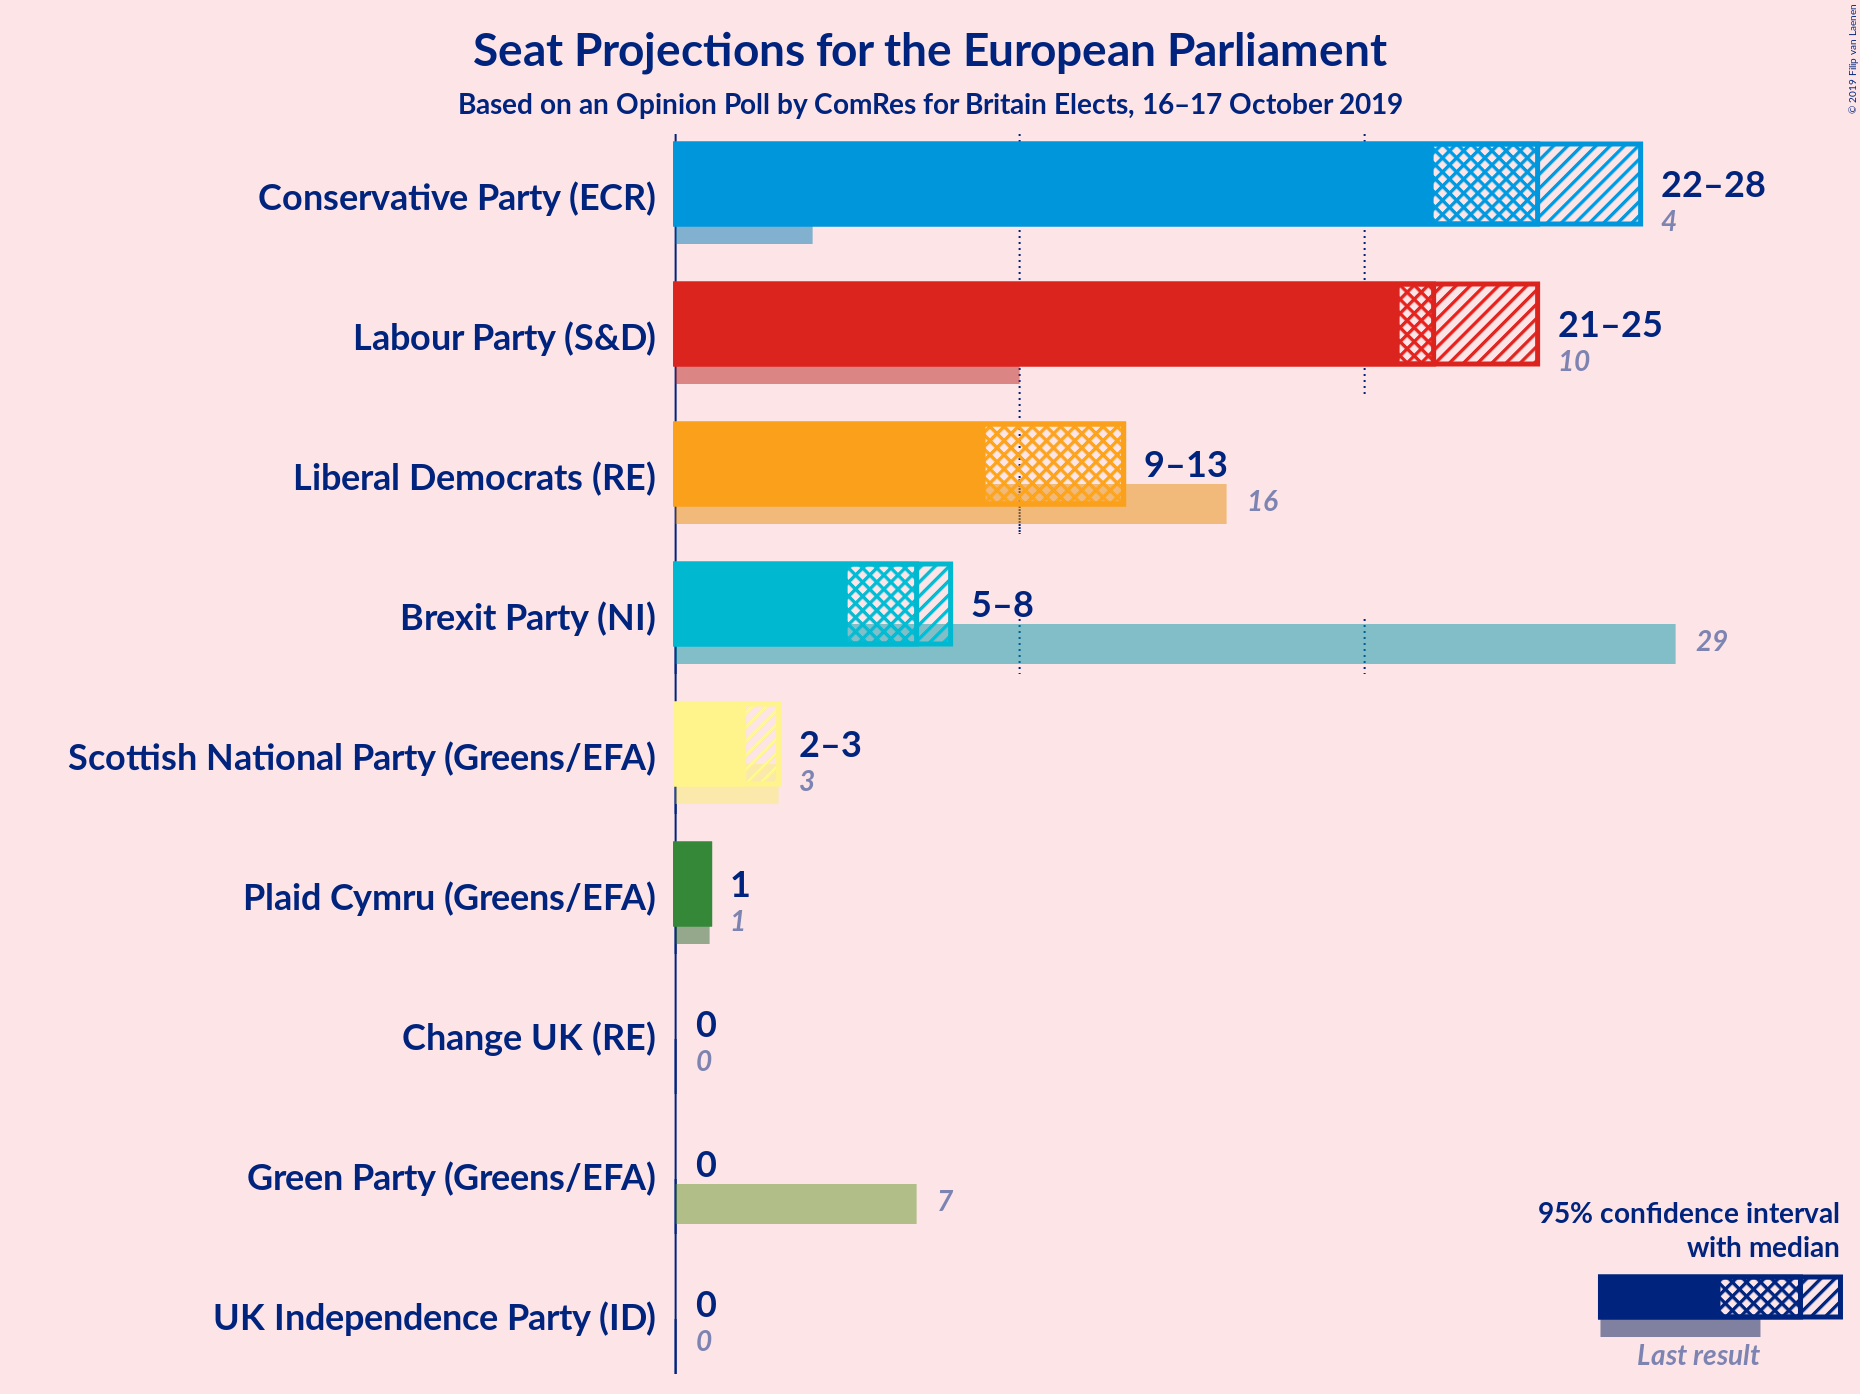 Seat Projections for the European Parliament
Based on an Opinion Poll by ComRes for Britain Elects, 16–17 October 2019
© 2019 Filip van Laenen
Conservative Party (ECR)
22–28
4
Labour Party (S&D)
21–25
10
Liberal Democrats (RE)
9–13
16
Brexit Party (NI)
5–8
29
Scottish National Party (Greens/EFA)
2–3
3
Plaid Cymru (Greens/EFA)
1
1
Change UK (RE)
0
0
Green Party (Greens/EFA)
0
7
UK Independence Party (ID)
0
0
95% confidence interval
with median
Last result